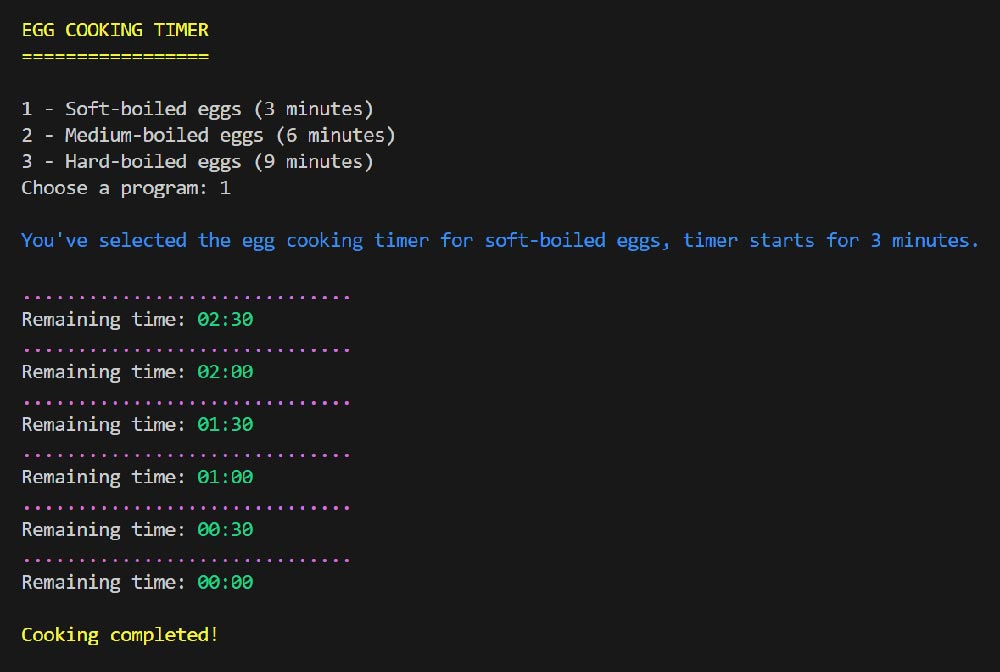 EGG COOKING TIMER
=================
1 - Soft-boiled eggs (3 minutes)
2 - Medium-boiled eggs (6 minutes)
3 - Hard-boiled eggs (9 minutes)
Choose a program: 1
You've selected the egg cooking timer for soft-boiled eggs, timer starts for 3 minutes.
..............................
Remaining time: 02:30
..............................
Remaining time: 02:00
..............................
Remaining time: 01:30
..............................
Remaining time: 01:00
..............................
Remaining time: 00:30
..............................
Remaining time: 00:00
Cooking completed!